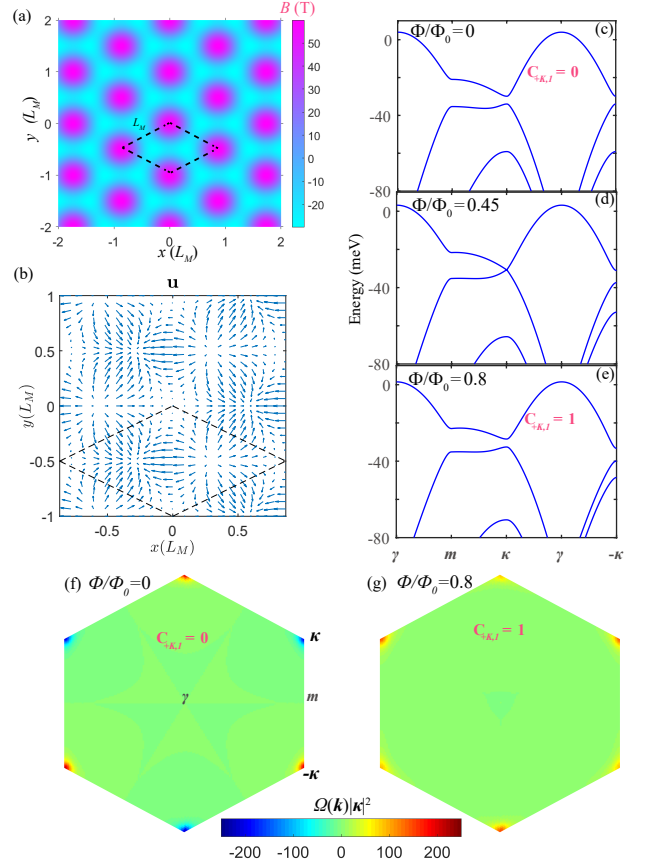 (a)
B (T)
2
1
0
-1
-2
y (L_M)
L_M
-2
-1
0
1
2
x (L_M)
50
40
30
20
10
0
-10
-20
(b)
u
1
0.5
0
-0.5
-1
y(L_M)
-0.5
0
0.5
x(L_M)
Φ/Φ_0=0
(c)
C_{+K,1} = 0
0
-40
-80
Φ/Φ_0=0.45
(d)
0
-40
-80
Energy (meV)
Φ/Φ_0=0.8
(e)
C_{+K,1} = 1
0
-40
-80
γ
m
κ
γ
-κ
(f) Φ/Φ_0=0
C_{+K,1} = 0
κ
γ
m
-κ
(g) Φ/Φ_0=0.8
C_{+K,1} = 1
Ω(k)|κ|²
-200
-100
0
100
200